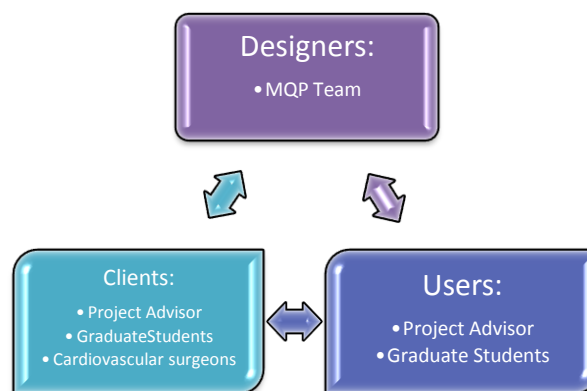 Designers:
•MQP Team
Clients:
•Project Advisor
•GraduateStudents
•Cardiovascular surgeons
Users:
•Project Advisor
•Graduate Students